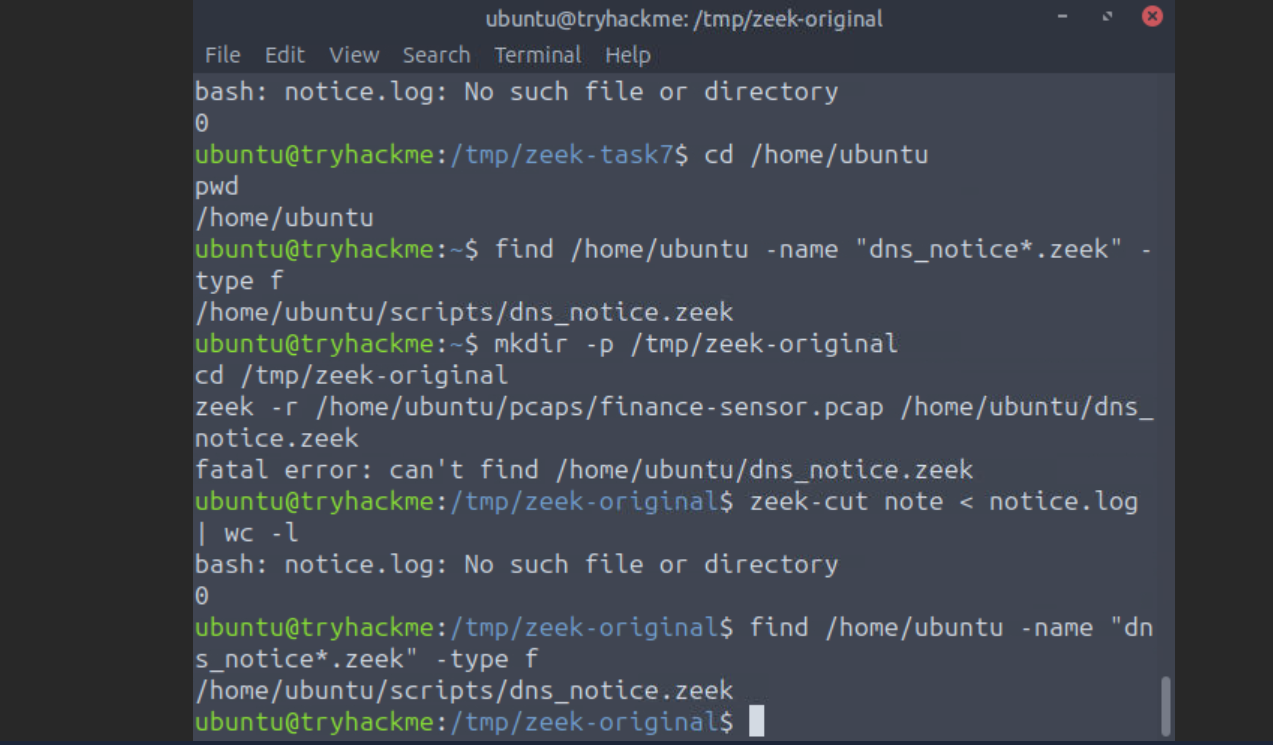 ubuntu@tryhackme: /tmp/zeek-original
File Edit View Search Terminal Help
bash: notice.log: No such file or directory
0
ubuntu@tryhackme:/tmp/zeek-task7$ cd /home/ubuntu
pwd
/home/ubuntu
ubuntu@tryhackme:~$ find /home/ubuntu -name "dns_notice*.zeek" -
type f
/home/ubuntu/scripts/dns_notice.zeek
ubuntu@tryhackme:~$ mkdir -p /tmp/zeek-original
cd /tmp/zeek-original
zeek -r /home/ubuntu/pcaps/finance-sensor.pcap /home/ubuntu/dns_
notice.zeek
fatal error: can't find /home/ubuntu/dns_notice.zeek
ubuntu@tryhackme:/tmp/zeek-original$ zeek-cut note < notice.log
| wc -l
bash: notice.log: No such file or directory
0
ubuntu@tryhackme:/tmp/zeek-original$ find /home/ubuntu -name "dn
s_notice*.zeek" -type f
/home/ubuntu/scripts/dns_notice.zeek
ubuntu@tryhackme:/tmp/zeek-original$